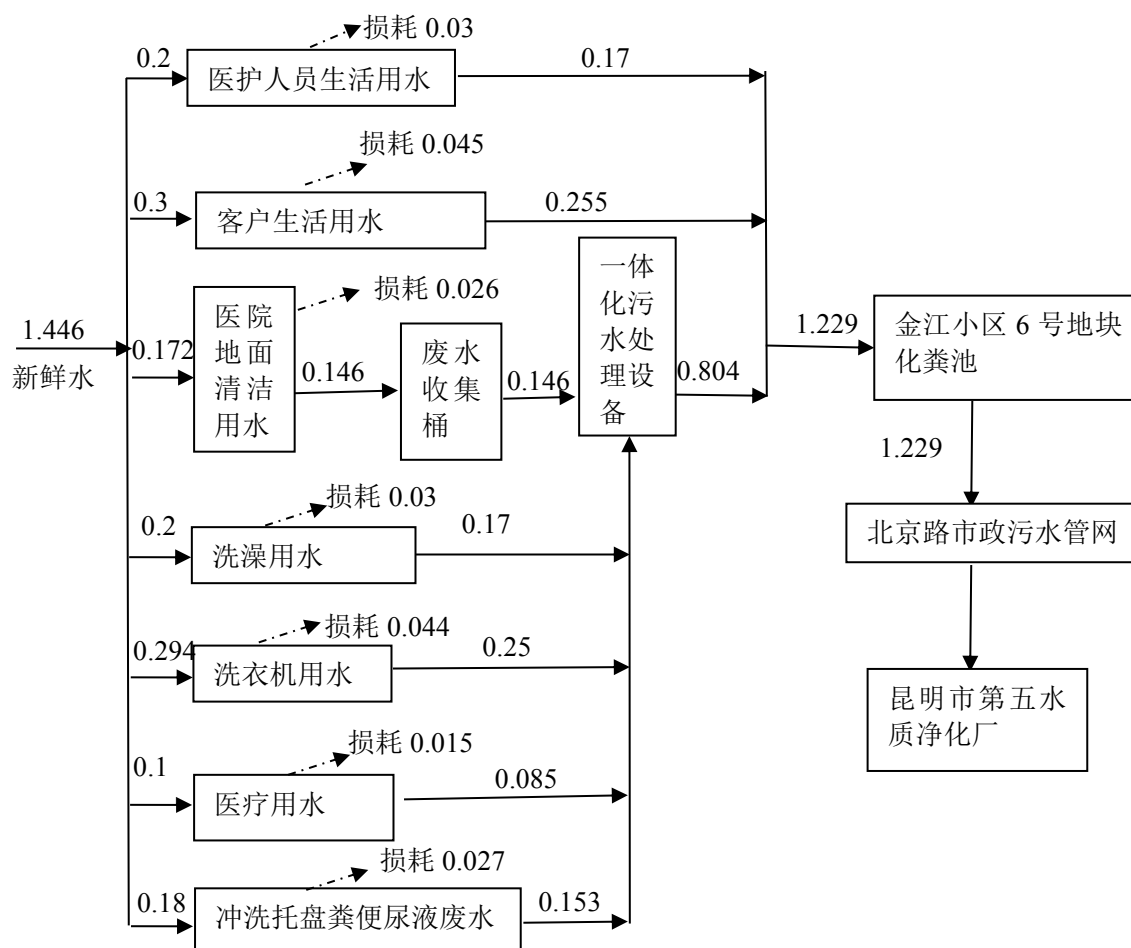 损耗 0.03
0.2
医护人员生活用水
0.17
损耗 0.045
0.3
客户生活用水
0.255
损耗 0.026
1.446
新鲜水
0.172
医院
地面
清洁
用水
0.146
废水
收集
桶
0.146
一体
化污
水处
理设
备
0.804
1.229
金江小区 6 号地块
化粪池
1.229
北京路市政污水管网
昆明市第五水
质净化厂
损耗 0.03
0.2
洗澡用水
0.17
损耗 0.044
0.294
洗衣机用水
0.25
损耗 0.015
0.1
医疗用水
0.085
损耗 0.027
0.18
冲洗托盘粪便尿液废水
0.153